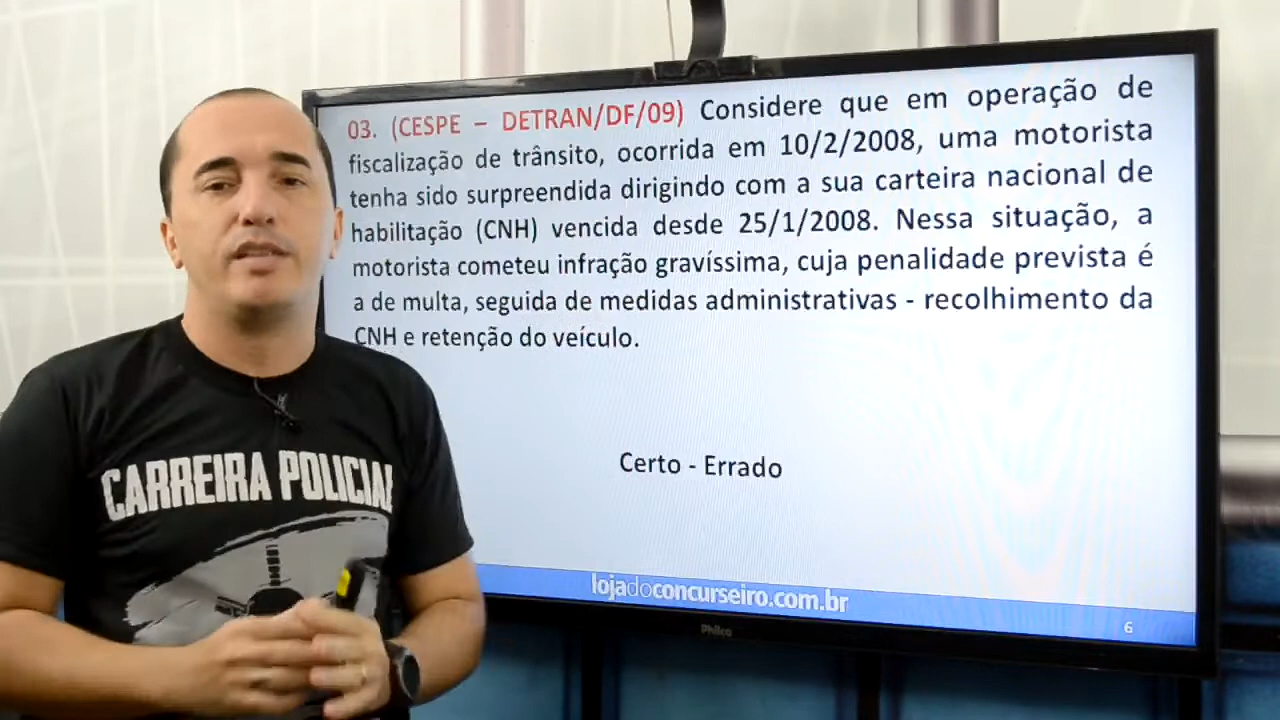 03. (CESPE – DETRAN/DF/09) Considere que em operação de
fiscalização de trânsito, ocorrida em 10/2/2008, uma motorista
tenha sido surpreendida dirigindo com a sua carteira nacional de
habilitação (CNH) vencida desde 25/1/2008. Nessa situação, a
motorista cometeu infração gravíssima, cuja penalidade prevista é
a de multa, seguida de medidas administrativas - recolhimento da
CNH e retenção do veículo.
Certo - Errado
lojadoconcurseiro.com.br
6
Philco
CARREIRA POLICIAL